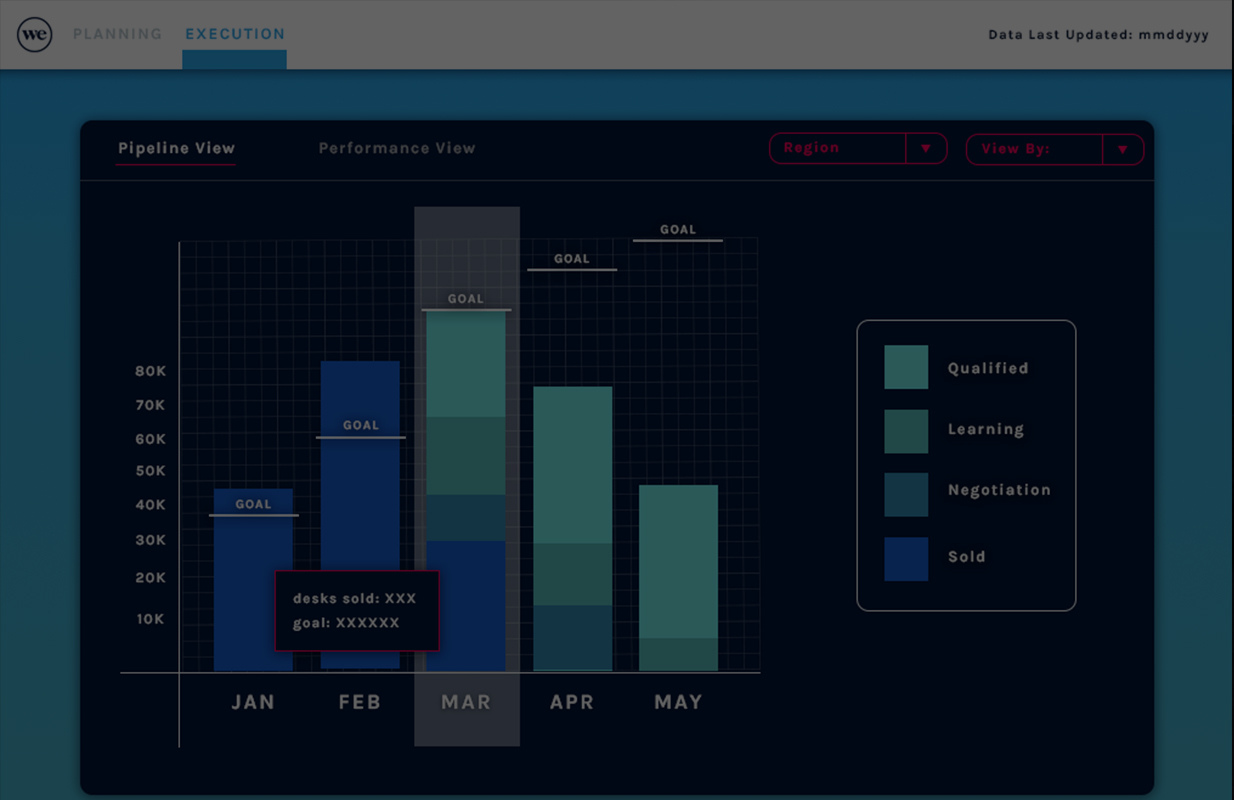 we PLANNING EXECUTION Data Last Updated: mmddyyy
Pipeline View Performance View Region View By:
GOAL
GOAL
GOAL
80K
70K
GOAL
60K
50K
GOAL
40K
30K
20K
10K
desks sold: XXX
goal: XXXXXX
JAN FEB MAR APR MAY
Qualified
Learning
Negotiation
Sold